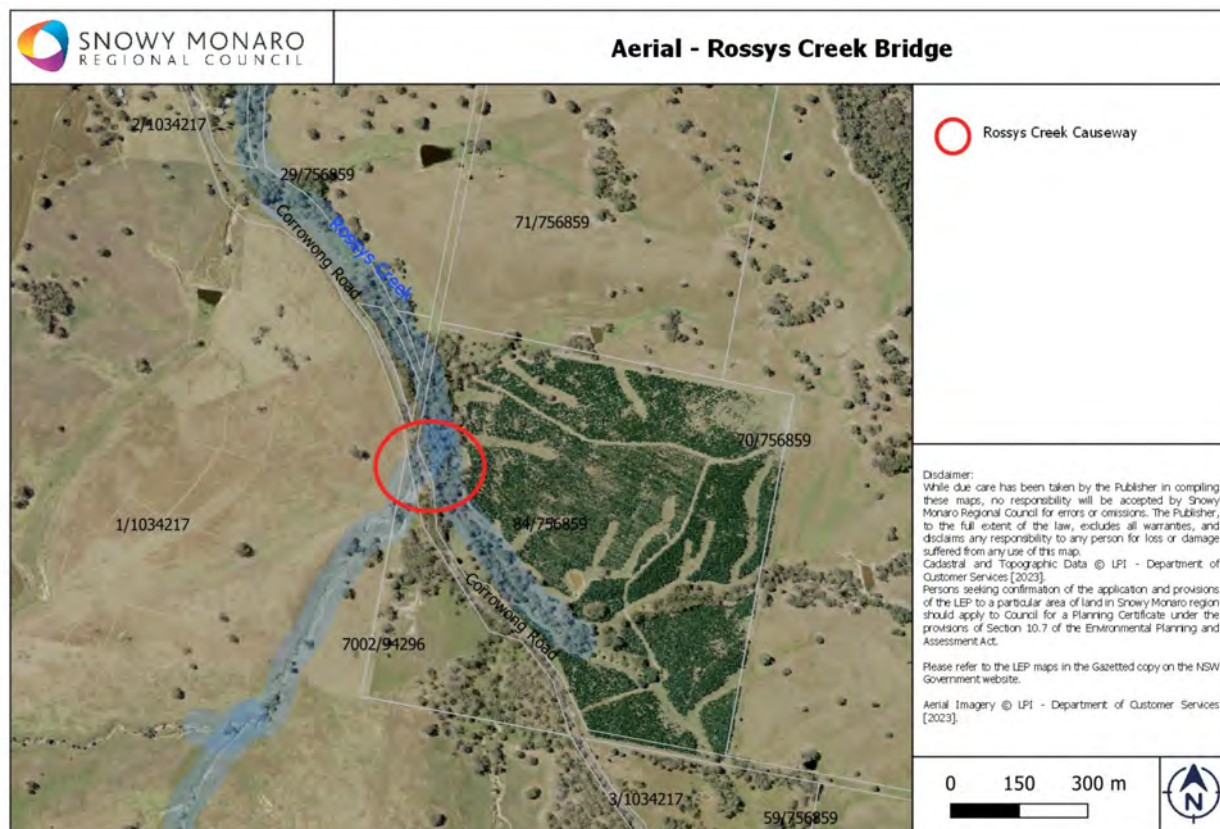 SNOWY MONARO
REGIONAL COUNCIL
Aerial - Rossys Creek Bridge
2/1034217
29/756859
71/756859
Rossys Creek
Corrowong Road
70/756859
1/1034217
84/756859
Corrowong Road
7002/94296
3/1034217
59/756859
Rossys Creek Causeway
Disclaimer:
While due care has been taken by the Publisher in compiling
these maps, no responsibility will be accepted by Snowy
Monaro Regional Council for errors or omissions. The Publisher,
to the full extent of the law, excludes all warranties, and
disclaims any responsibility to any person for loss or damage
suffered from any use of this map.
Cadastral and Topographic Data © LPI - Department of
Customer Services [2023].
Persons seeking confirmation of the application and provisions
of the LEP to a particular area of land in Snowy Monaro region
should apply to Council for a Planning Certificate under the
provisions of Section 10.7 of the Environmental Planning and
Assessment Act.
Please refer to the LEP maps in the Gazetted copy on the NSW
Government website.
Aerial Imagery © LPI - Department of Customer Services
[2023].
0 150 300 m
N